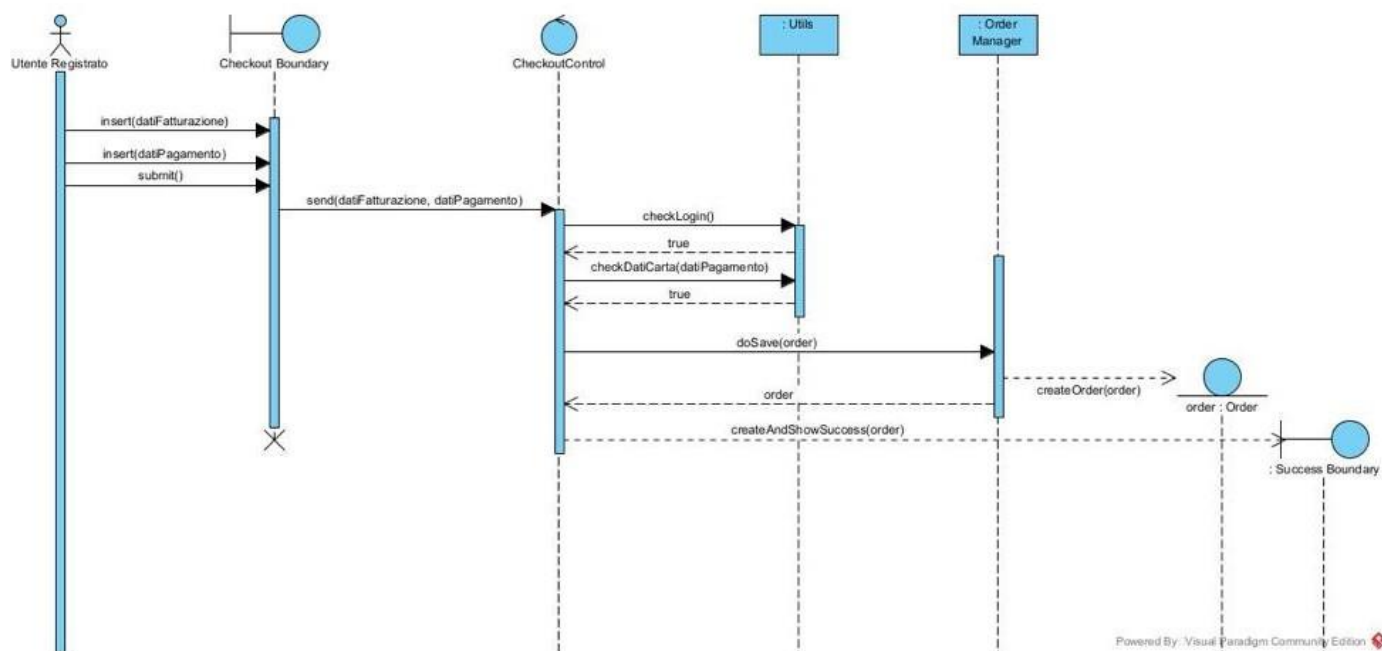 : Utils
: Order
Manager
Utente Registrato
Checkout Boundary
CheckoutControl
insert(datiFatturazione)
insert(datiPagamento)
submit()
send(datiFatturazione, datiPagamento)
checkLogin()
true
checkDatiCarta(datiPagamento)
true
doSave(order)
createOrder(order)
order
order : Order
createAndShowSuccess(order)
: Success Boundary
Powered By: Visual Paradigm Community Edition